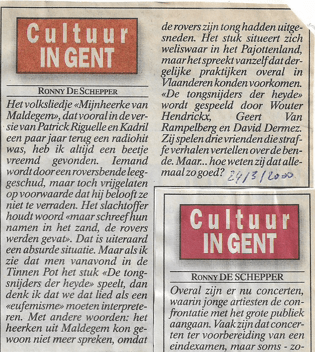 Cultuur
IN GENT
RONNY DE SCHEPPER
Het volksliedje «Mijnheerke van
Maldegem», dat vooral in de ver-
sie van Patrick Riguelle en Kadril
een paar jaar terug een radiohit
was, heb ik altijd een beetje
vreemd gevonden. Iemand
wordt door een roversbende leeg-
geschud, maar toch vrijgelaten
op voorwaarde dat hij belooft ze
niet te verraden. Het slachtoffer
houdt woord «maar schreef hun
namen in het zand, de rovers
werden gevat». Dat is uiteraard
een absurde situatie. Maar als ik
zie dat men vanavond in de
Tinnen Pot het stuk «De tong-
snijders der heyde» speelt, dan
denk ik dat we dat lied als een
«eufemisme» moeten interprete-
ren. Met andere woorden: het
heerken uit Maldegem kon ge-
woon niet meer spreken, omdat
de rovers zijn tong hadden uitge-
sneden. Het stuk situeert zich
weliswaar in het Pajottenland,
maar het spreekt vanzelf dat der-
gelijke praktijken overal in
Vlaanderen konden voorkomen.
«De tongsnijders der heyde»
wordt gespeeld door Wouter
Hendrickx, Geert Van
Rampelberg en David Dermez.
Zij spelen drie vrienden die straf-
fe verhalen vertellen over die ben-
de. Maar... hoe weten zij dat alle-
maal zo goed?
24/3/2000
Cultuur
IN GENT
RONNY DE SCHEPPER
Overal zijn er nu concerten,
waarin jonge artiesten de con-
frontatie met het grote publiek
aangaan. Vaak zijn dat concer-
ten ter voorbereiding van een
eindexamen, maar soms - zo-